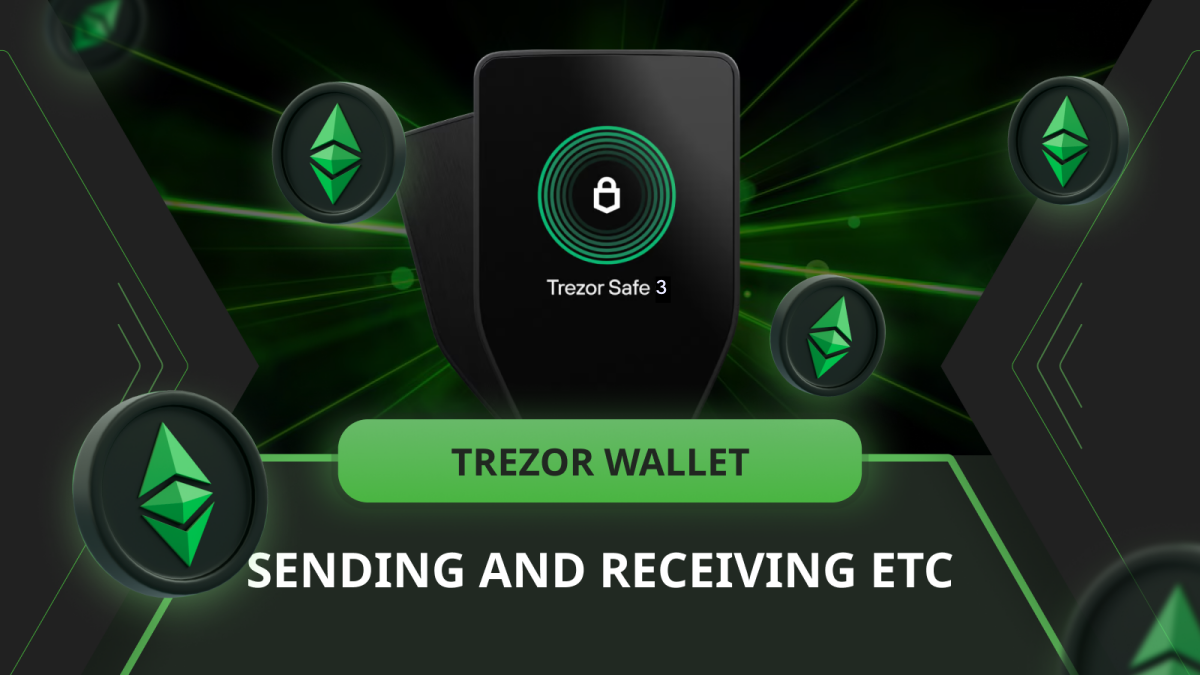 Trezor Safe 3
TREZOR WALLET
SENDING AND RECEIVING ETC